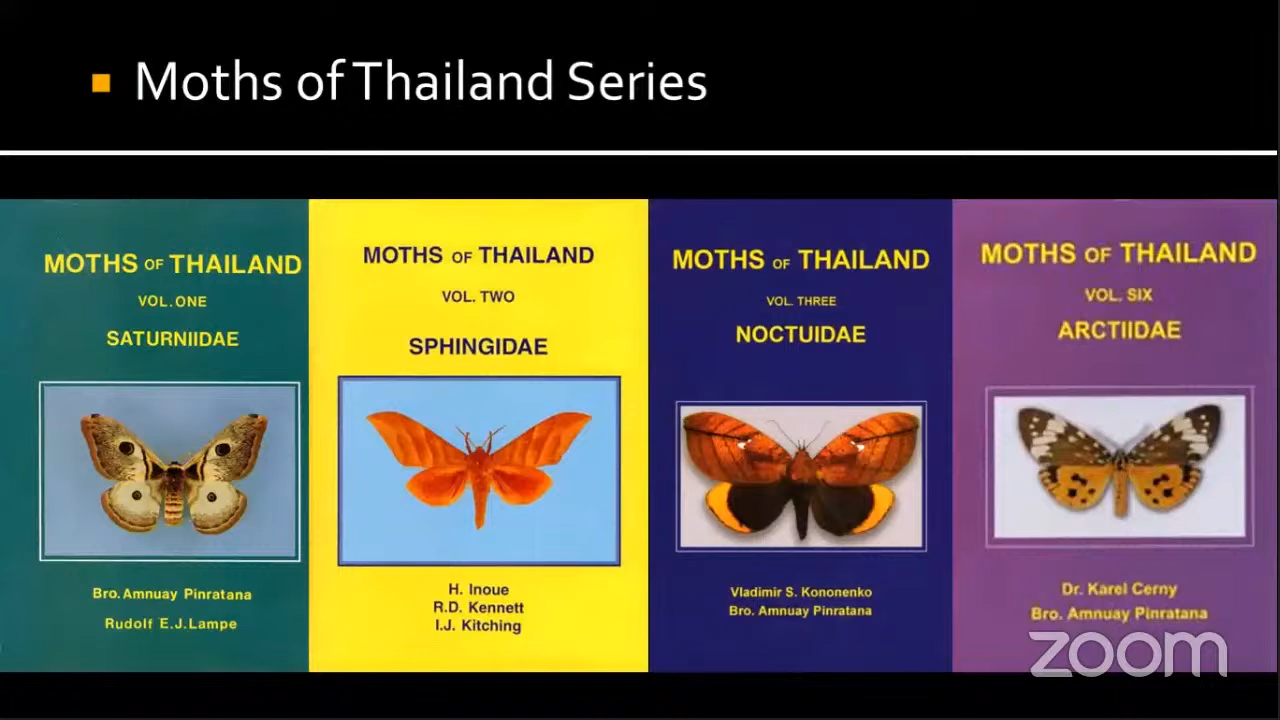 Moths of Thailand Series
MOTHS OF THAILAND
VOL. ONE
SATURNIIDAE
Bro. Amnuay Pinratana
Rudolf E.J. Lampe
MOTHS OF THAILAND
VOL. TWO
SPHINGIDAE
H. Inoue
R.D. Kennett
I.J. Kitching
MOTHS OF THAILAND
VOL. THREE
NOCTUIDAE
Vladimir S. Kononenko
Bro. Amnuay Pinratana
MOTHS OF THAILAND
VOL. SIX
ARCTIIDAE
Dr. Karel Cerny
Bro. Amnuay Pinratana
zoom